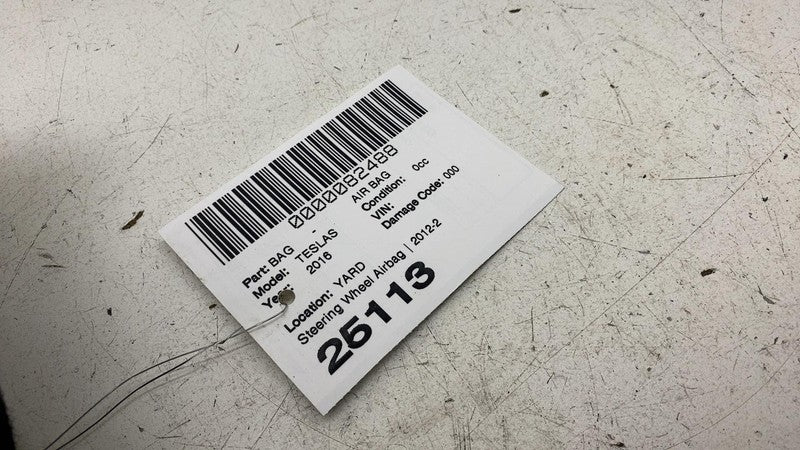 0000082488
Part: BAG - AIR BAG
Model: TESLAS Condition: 0cc
Year: 2016 VIN:
Location: YARD Damage Code: 000
Steering Wheel Airbag | 2012-2
25113